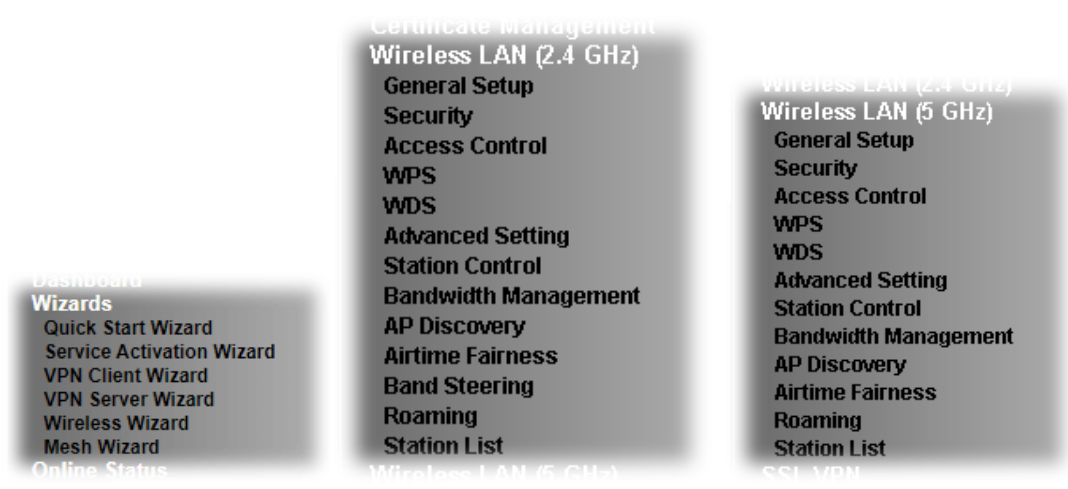 Dashboard
Wizards
Quick Start Wizard
Service Activation Wizard
VPN Client Wizard
VPN Server Wizard
Wireless Wizard
Mesh Wizard
Online Status
Certificate Management
Wireless LAN (2.4 GHz)
General Setup
Security
Access Control
WPS
WDS
Advanced Setting
Station Control
Bandwidth Management
AP Discovery
Airtime Fairness
Band Steering
Roaming
Station List
Wireless LAN (5 GHz)
Wireless LAN (2.4 GHz)
Wireless LAN (5 GHz)
General Setup
Security
Access Control
WPS
WDS
Advanced Setting
Station Control
Bandwidth Management
AP Discovery
Airtime Fairness
Roaming
Station List
SSL VPN